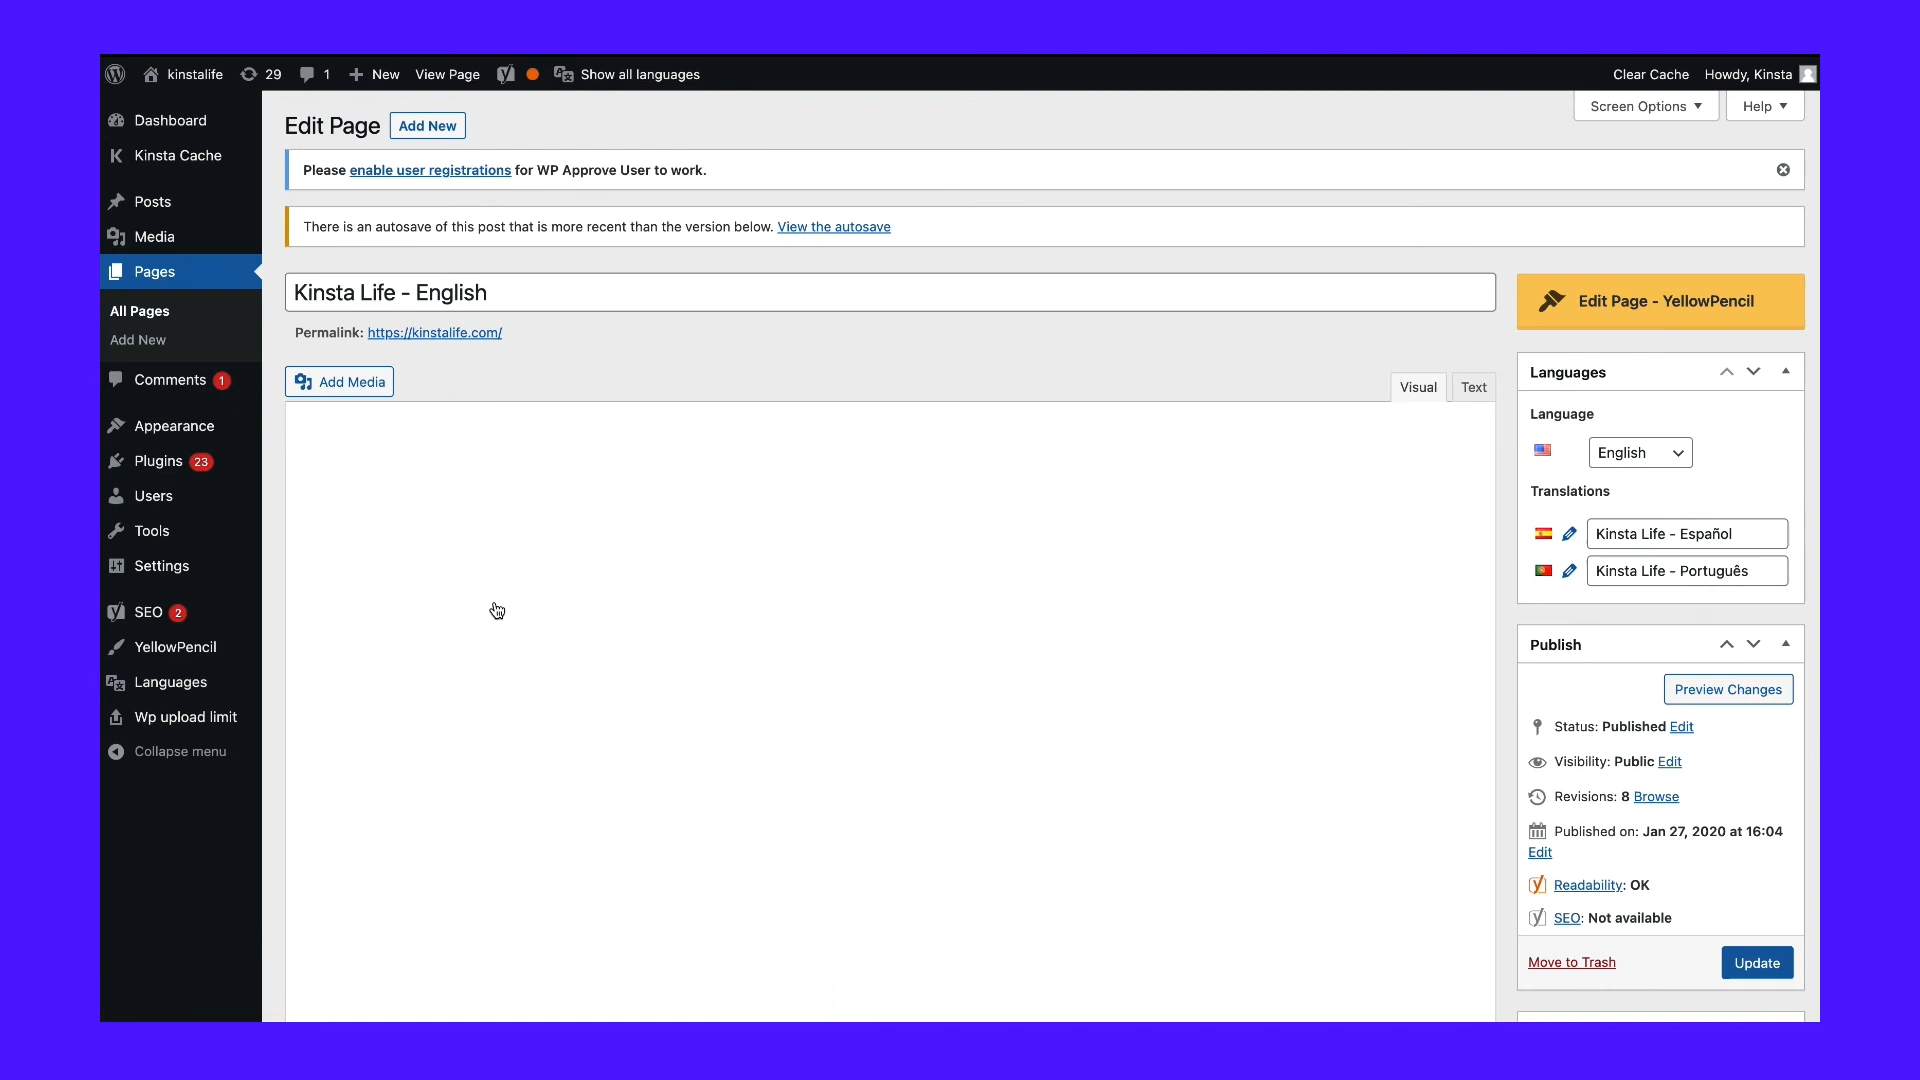 kinstalife 29 1 New View Page Show all languages Clear Cache Howdy, Kinsta
Screen Options Help
Dashboard
Kinsta Cache
Posts
Media
Pages
All Pages
Add New
Comments 1
Appearance
Plugins 23
Users
Tools
Settings
SEO 2
YellowPencil
Languages
Wp upload limit
Collapse menu
Edit Page Add New
Please enable user registrations for WP Approve User to work.
There is an autosave of this post that is more recent than the version below. View the autosave
Kinsta Life - English
Permalink: https://kinstalife.com/
Add Media
Visual Text
Edit Page - YellowPencil
Languages
Language
English
Translations
Kinsta Life - Español
Kinsta Life - Português
Publish
Preview Changes
Status: Published Edit
Visibility: Public Edit
Revisions: 8 Browse
Published on: Jan 27, 2020 at 16:04
Edit
Readability: OK
SEO: Not available
Move to Trash Update